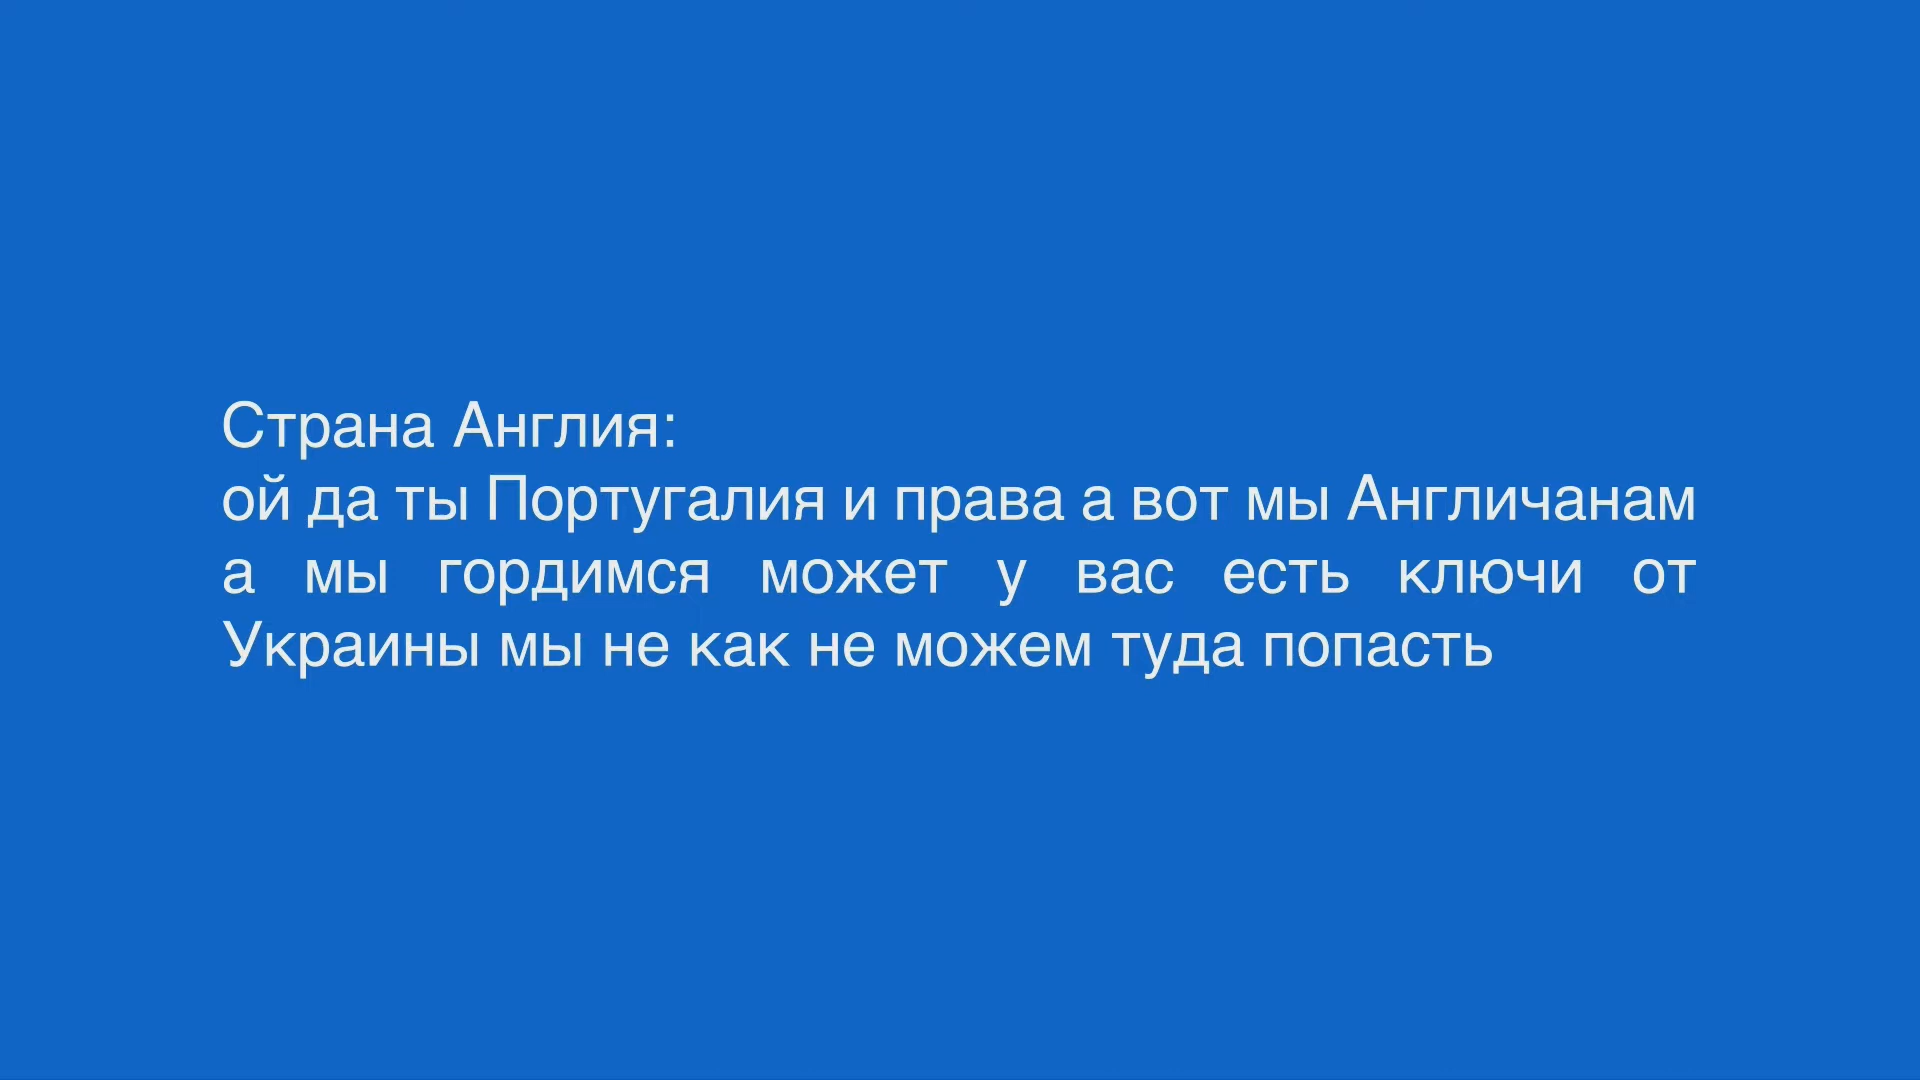 Страна Англия:
ой да ты Португалия и права а вот мы Англичанам
а мы гордимся может у вас есть ключи от
Украины мы не как не можем туда попасть